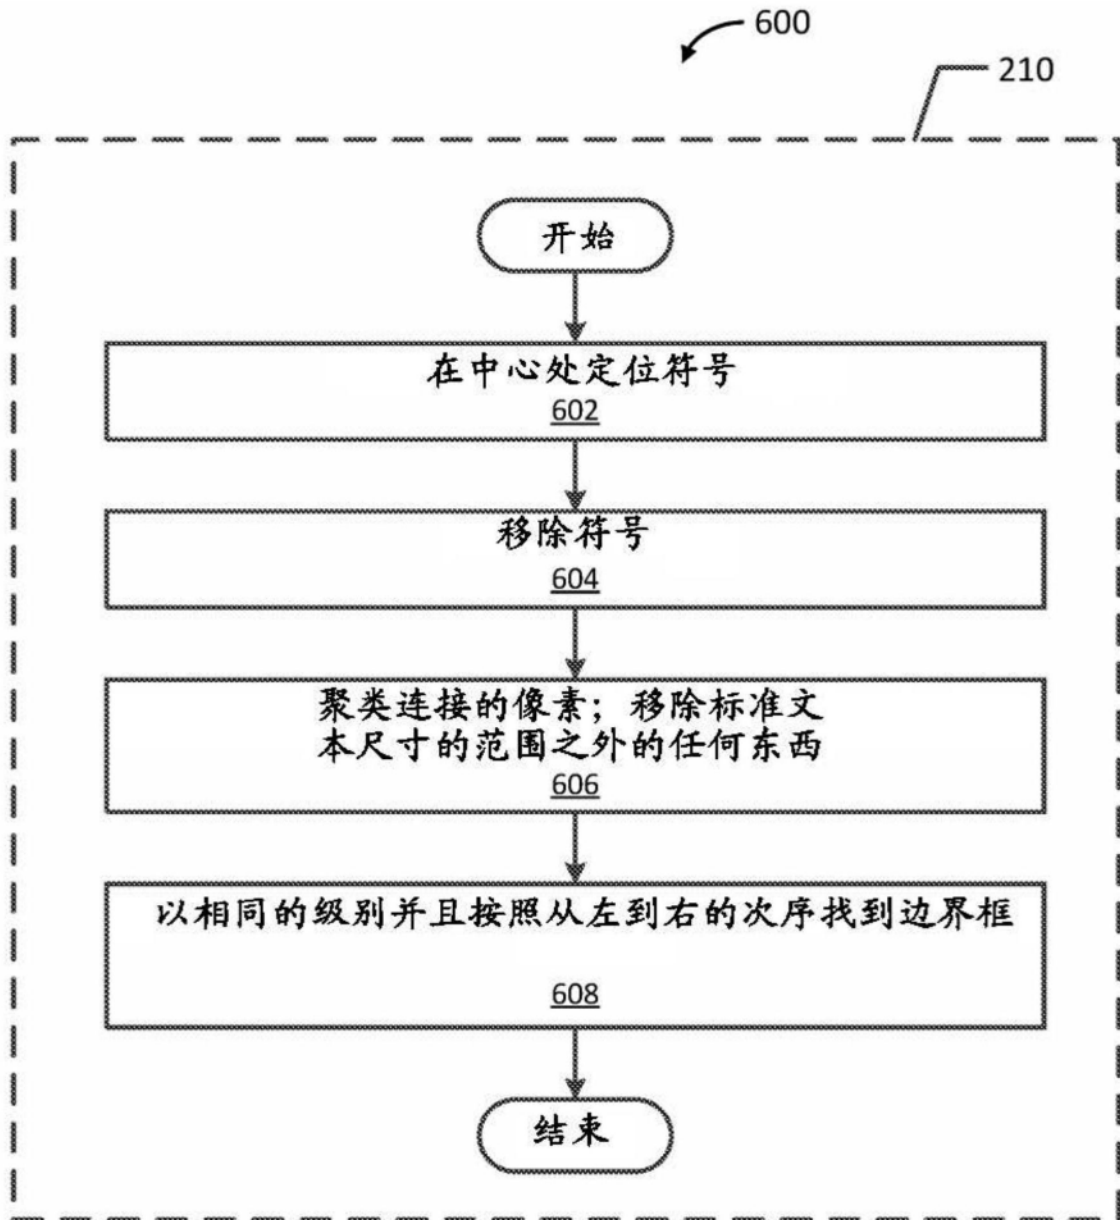 600
210
开始
在中心处定位符号
602
移除符号
604
聚类连接的像素；移除标准文
本尺寸的范围之外的任何东西
606
以相同的级别并且按照从左到右的次序找到边界框
608
结束